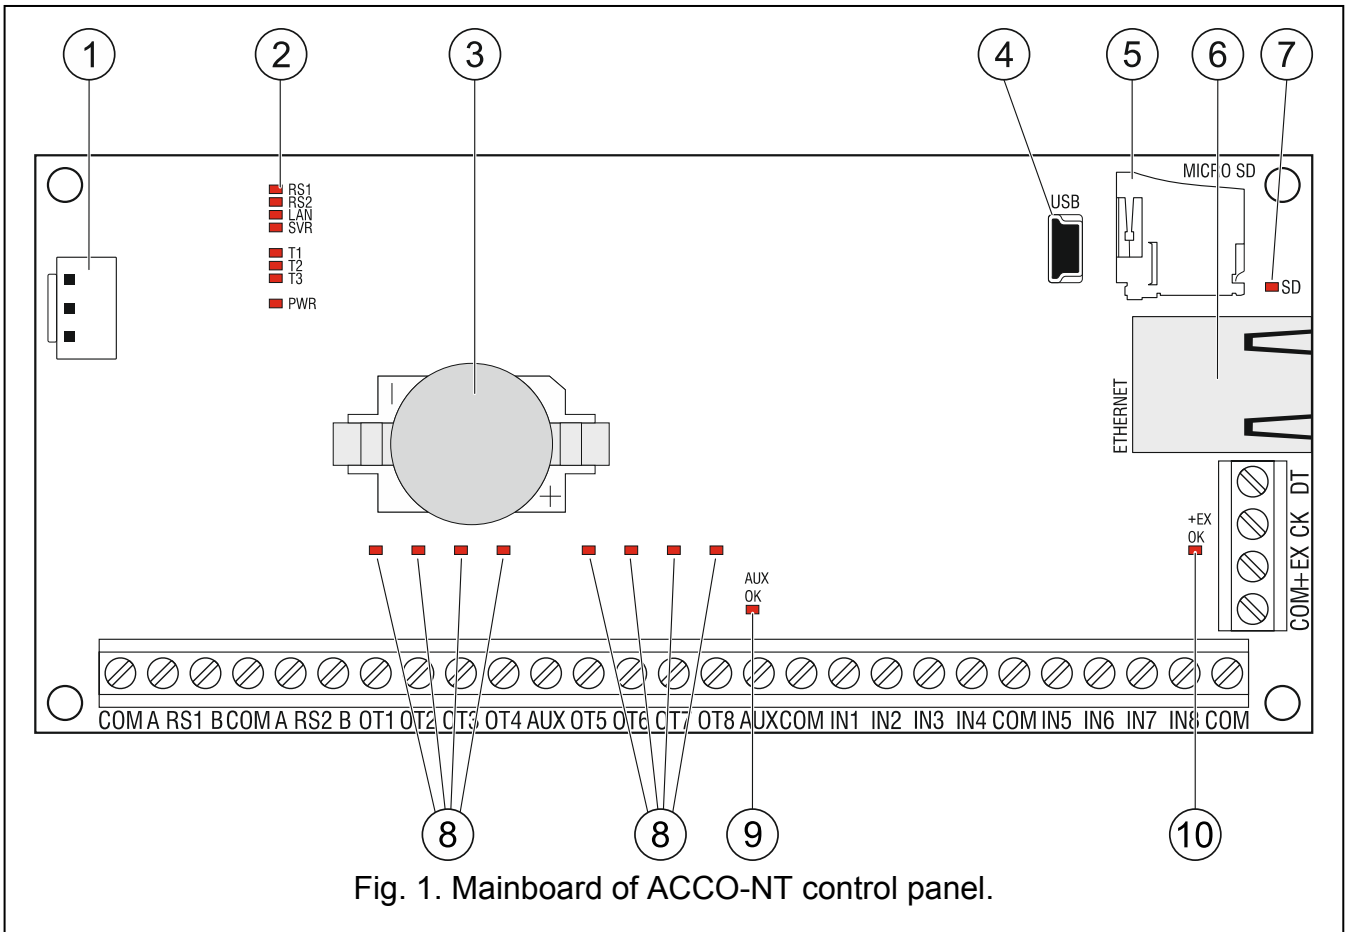 1 2 3 4 5 6 7
RS1
RS2
LAN
SVR
T1
T2
T3
PWR
USB
MICRO SD
SD
ETHERNET
DT
CK
+EX
COM
+EX
OK
AUX
OK
COM A RS1 B COM A RS2 B OT1 OT2 OT3 OT4 AUX OT5 OT6 OT7 OT8 AUX COM IN1 IN2 IN3 IN4 COM IN5 IN6 IN7 IN8 COM
8 8 9 10
Fig. 1. Mainboard of ACCO-NT control panel.